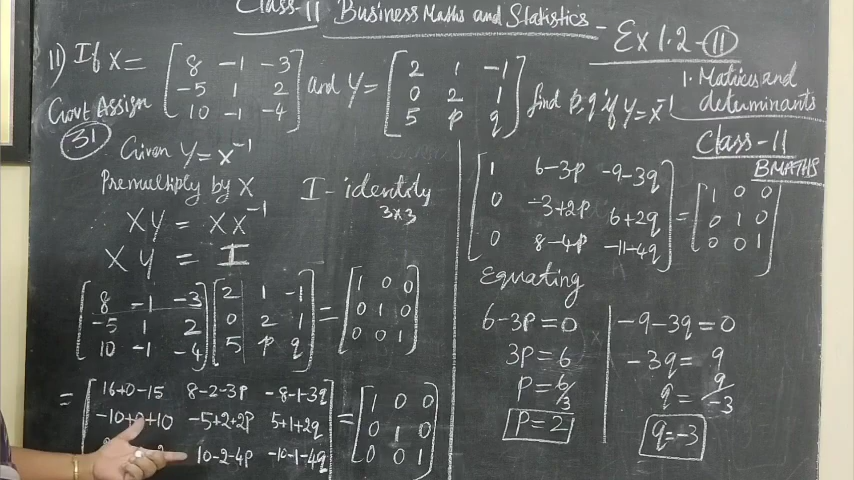 Class-11 Business Maths and Statistics - Ex 1.2-11
11) If X = [ 8 -1 -3
-5 1 2
10 -1 -4 ] and Y = [ 2 1 -1
0 2 1
5 p q ] find p,q if Y = X⁻¹
1. Matrices and
determinants
Class-11
BMATHS
Govt Assign
31
Given Y = X⁻¹
Premultiply by X
XY = XX⁻¹
XY = I
I - identity
3x3
[ 8 -1 -3
-5 1 2
10 -1 -4 ] [ 2 1 -1
0 2 1
5 p q ] = [ 1 0 0
0 1 0
0 0 1 ]
= [ 16+0-15 8-2-3p -8-1-3q
-10+0+10 -5+2+2p 5+1+2q
10-2-4p -10-1-4q ] = [ 1 0 0
0 1 0
0 0 1 ]
[ 1 6-3p -9-3q
0 -3+2p 6+2q
0 8-4p -11-4q ] = [ 1 0 0
0 1 0
0 0 1 ]
Equating
6-3p = 0
3p = 6
p = 6/3
p = 2
-9-3q = 0
-3q = 9
q = 9/-3
q = -3